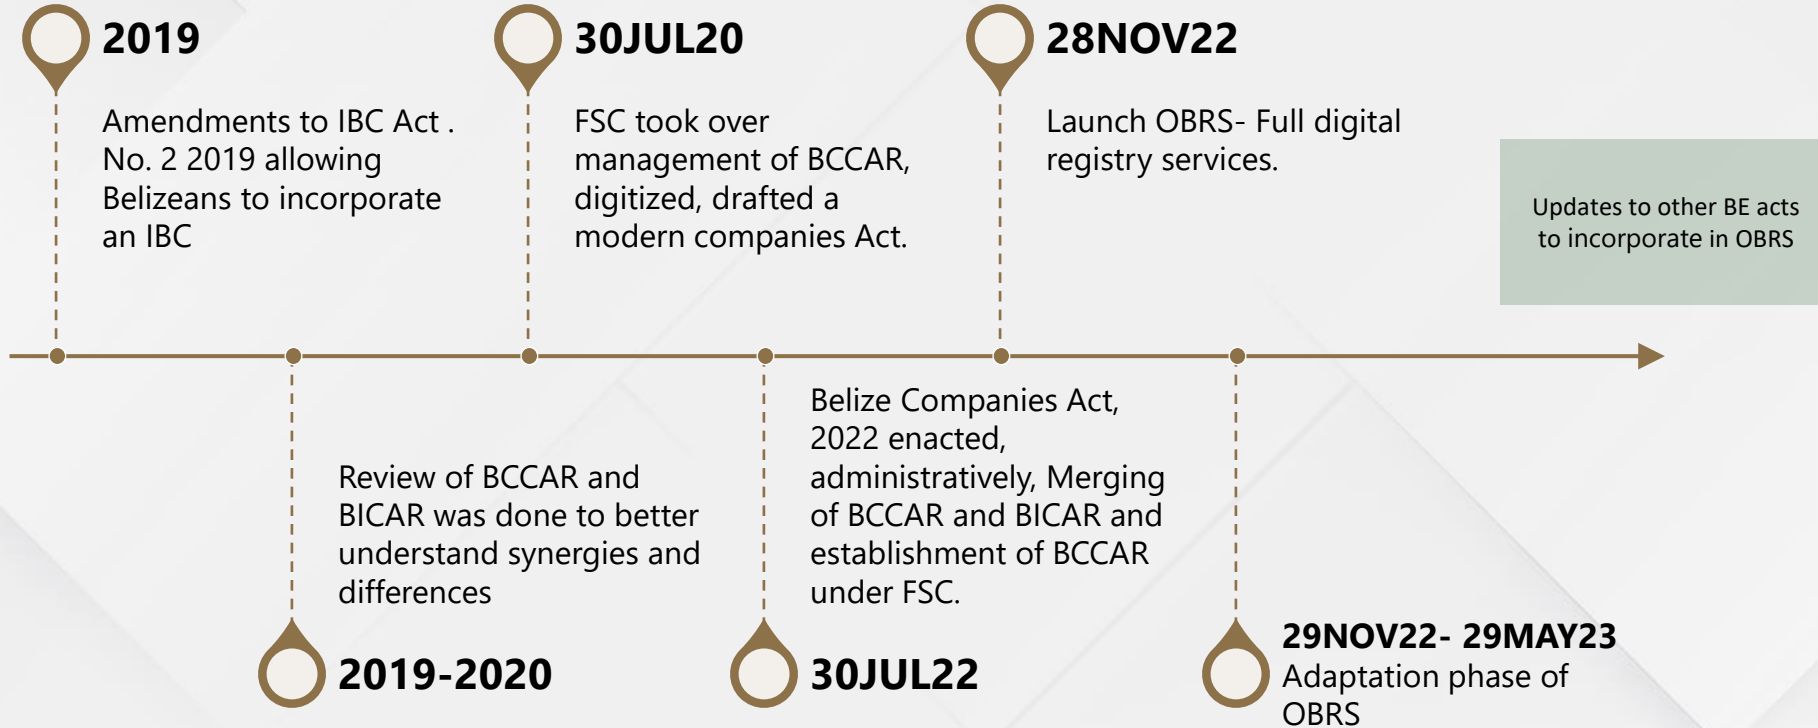 2019
Amendments to IBC Act .
No. 2 2019 allowing
Belizeans to incorporate
an IBC
2019-2020
Review of BCCAR and
BICAR was done to better
understand synergies and
differences
30JUL20
FSC took over
management of BCCAR,
digitized, drafted a
modern companies Act.
30JUL22
Belize Companies Act,
2022 enacted,
administratively, Merging
of BCCAR and BICAR and
establishment of BCCAR
under FSC.
28NOV22
Launch OBRS- Full digital
registry services.
29NOV22- 29MAY23
Adaptation phase of
OBRS
Updates to other BE acts
to incorporate in OBRS